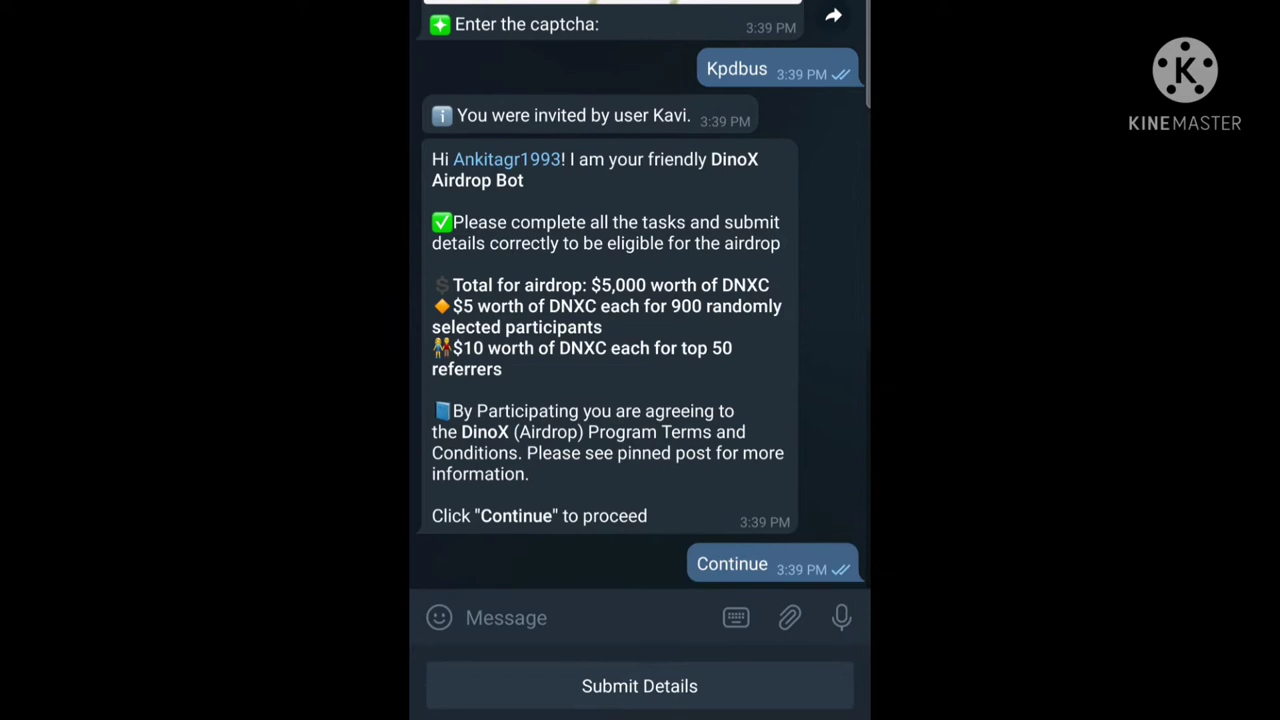 Enter the captcha:
3:39 PM
Kpdbus 3:39 PM
You were invited by user Kavi. 3:39 PM
Hi Ankitagr1993! I am your friendly DinoX
Airdrop Bot
Please complete all the tasks and submit
details correctly to be eligible for the airdrop
$Total for airdrop: $5,000 worth of DNXC
$5 worth of DNXC each for 900 randomly
selected participants
$10 worth of DNXC each for top 50
referrers
By Participating you are agreeing to
the DinoX (Airdrop) Program Terms and
Conditions. Please see pinned post for more
information.
Click "Continue" to proceed
3:39 PM
Continue 3:39 PM
Message
Submit Details
K
KINEMASTER